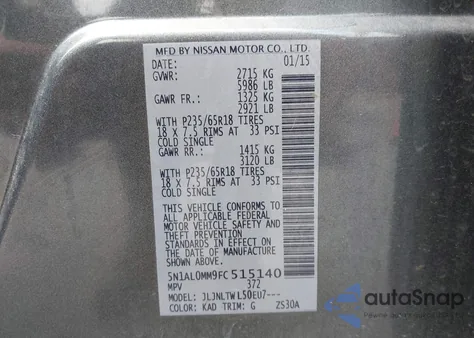 MFD BY NISSAN MOTOR CO., LTD.
DATE: 01/15
GVWR: 2715 KG
5986 LB
GAWR FR.: 1325 KG
2921 LB
WITH P235/65R18 TIRES
18 X 7.5 RIMS AT 33 PSI
COLD SINGLE
GAWR RR.: 1415 KG
3120 LB
WITH P235/65R18 TIRES
18 X 7.5 RIMS AT 33 PSI
COLD SINGLE
THIS VEHICLE CONFORMS TO
ALL APPLICABLE FEDERAL
MOTOR VEHICLE SAFETY AND
THEFT PREVENTION
STANDARDS IN EFFECT ON
THE DATE OF MANUFACTURE
SHOWN ABOVE.
5N1AL0MM9FC515140
MPV 372
MODEL: JLJNLTWL50EU7---
COLOR: KAD TRIM: G ZS30A
autoSnap